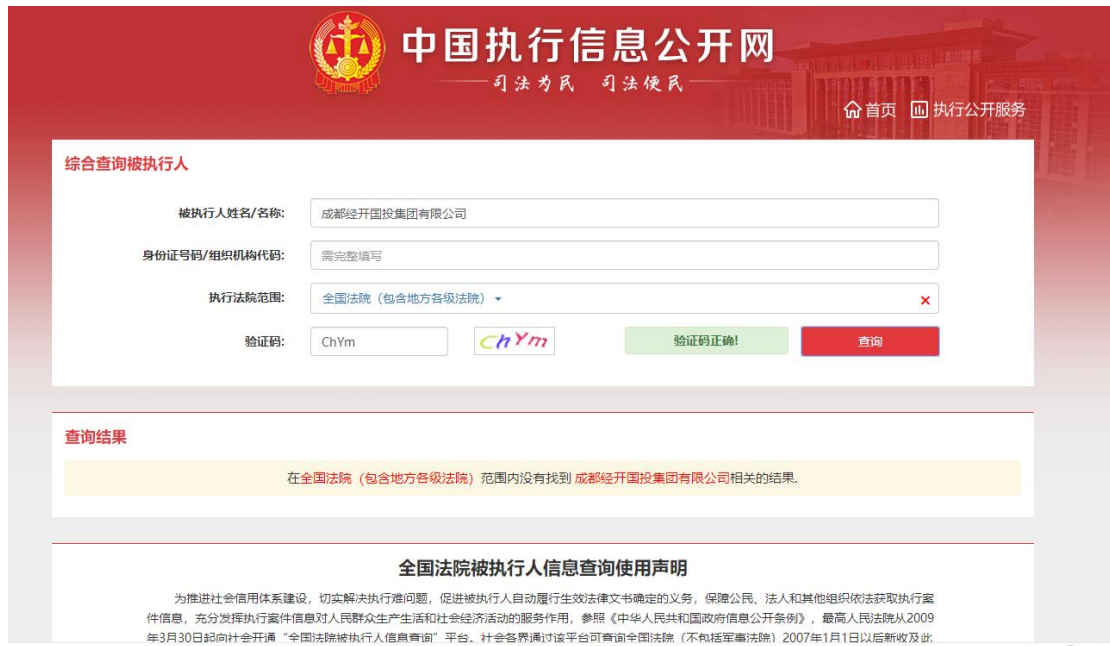 中国执行信息公开网
司法为民 司法便民
首页 执行公开服务
综合查询被执行人
被执行人姓名/名称: 成都经开国投集团有限公司
身份证号码/组织机构代码: 需完整填写
执行法院范围: 全国法院（包含地方各级法院）
验证码: ChYm ChYm 验证码正确! 查询
查询结果
在全国法院（包含地方各级法院）范围内没有找到 成都经开国投集团有限公司相关的结果.
全国法院被执行人信息查询使用声明
为推进社会信用体系建设，切实解决执行难问题，促进被执行人自动履行生效法律文书确定的义务，保障公民、法人和其他组织依法获取执行案
件信息，充分发挥执行案件信息对人民群众生产生活和社会经济活动的服务作用，参照《中华人民共和国政府信息公开条例》，最高人民法院从2009
年3月30日起向社会开通“全国法院被执行人信息查询”平台。社会各界通过该平台可查询全国法院（不包括军事法院）2007年1月1日以后新收及此